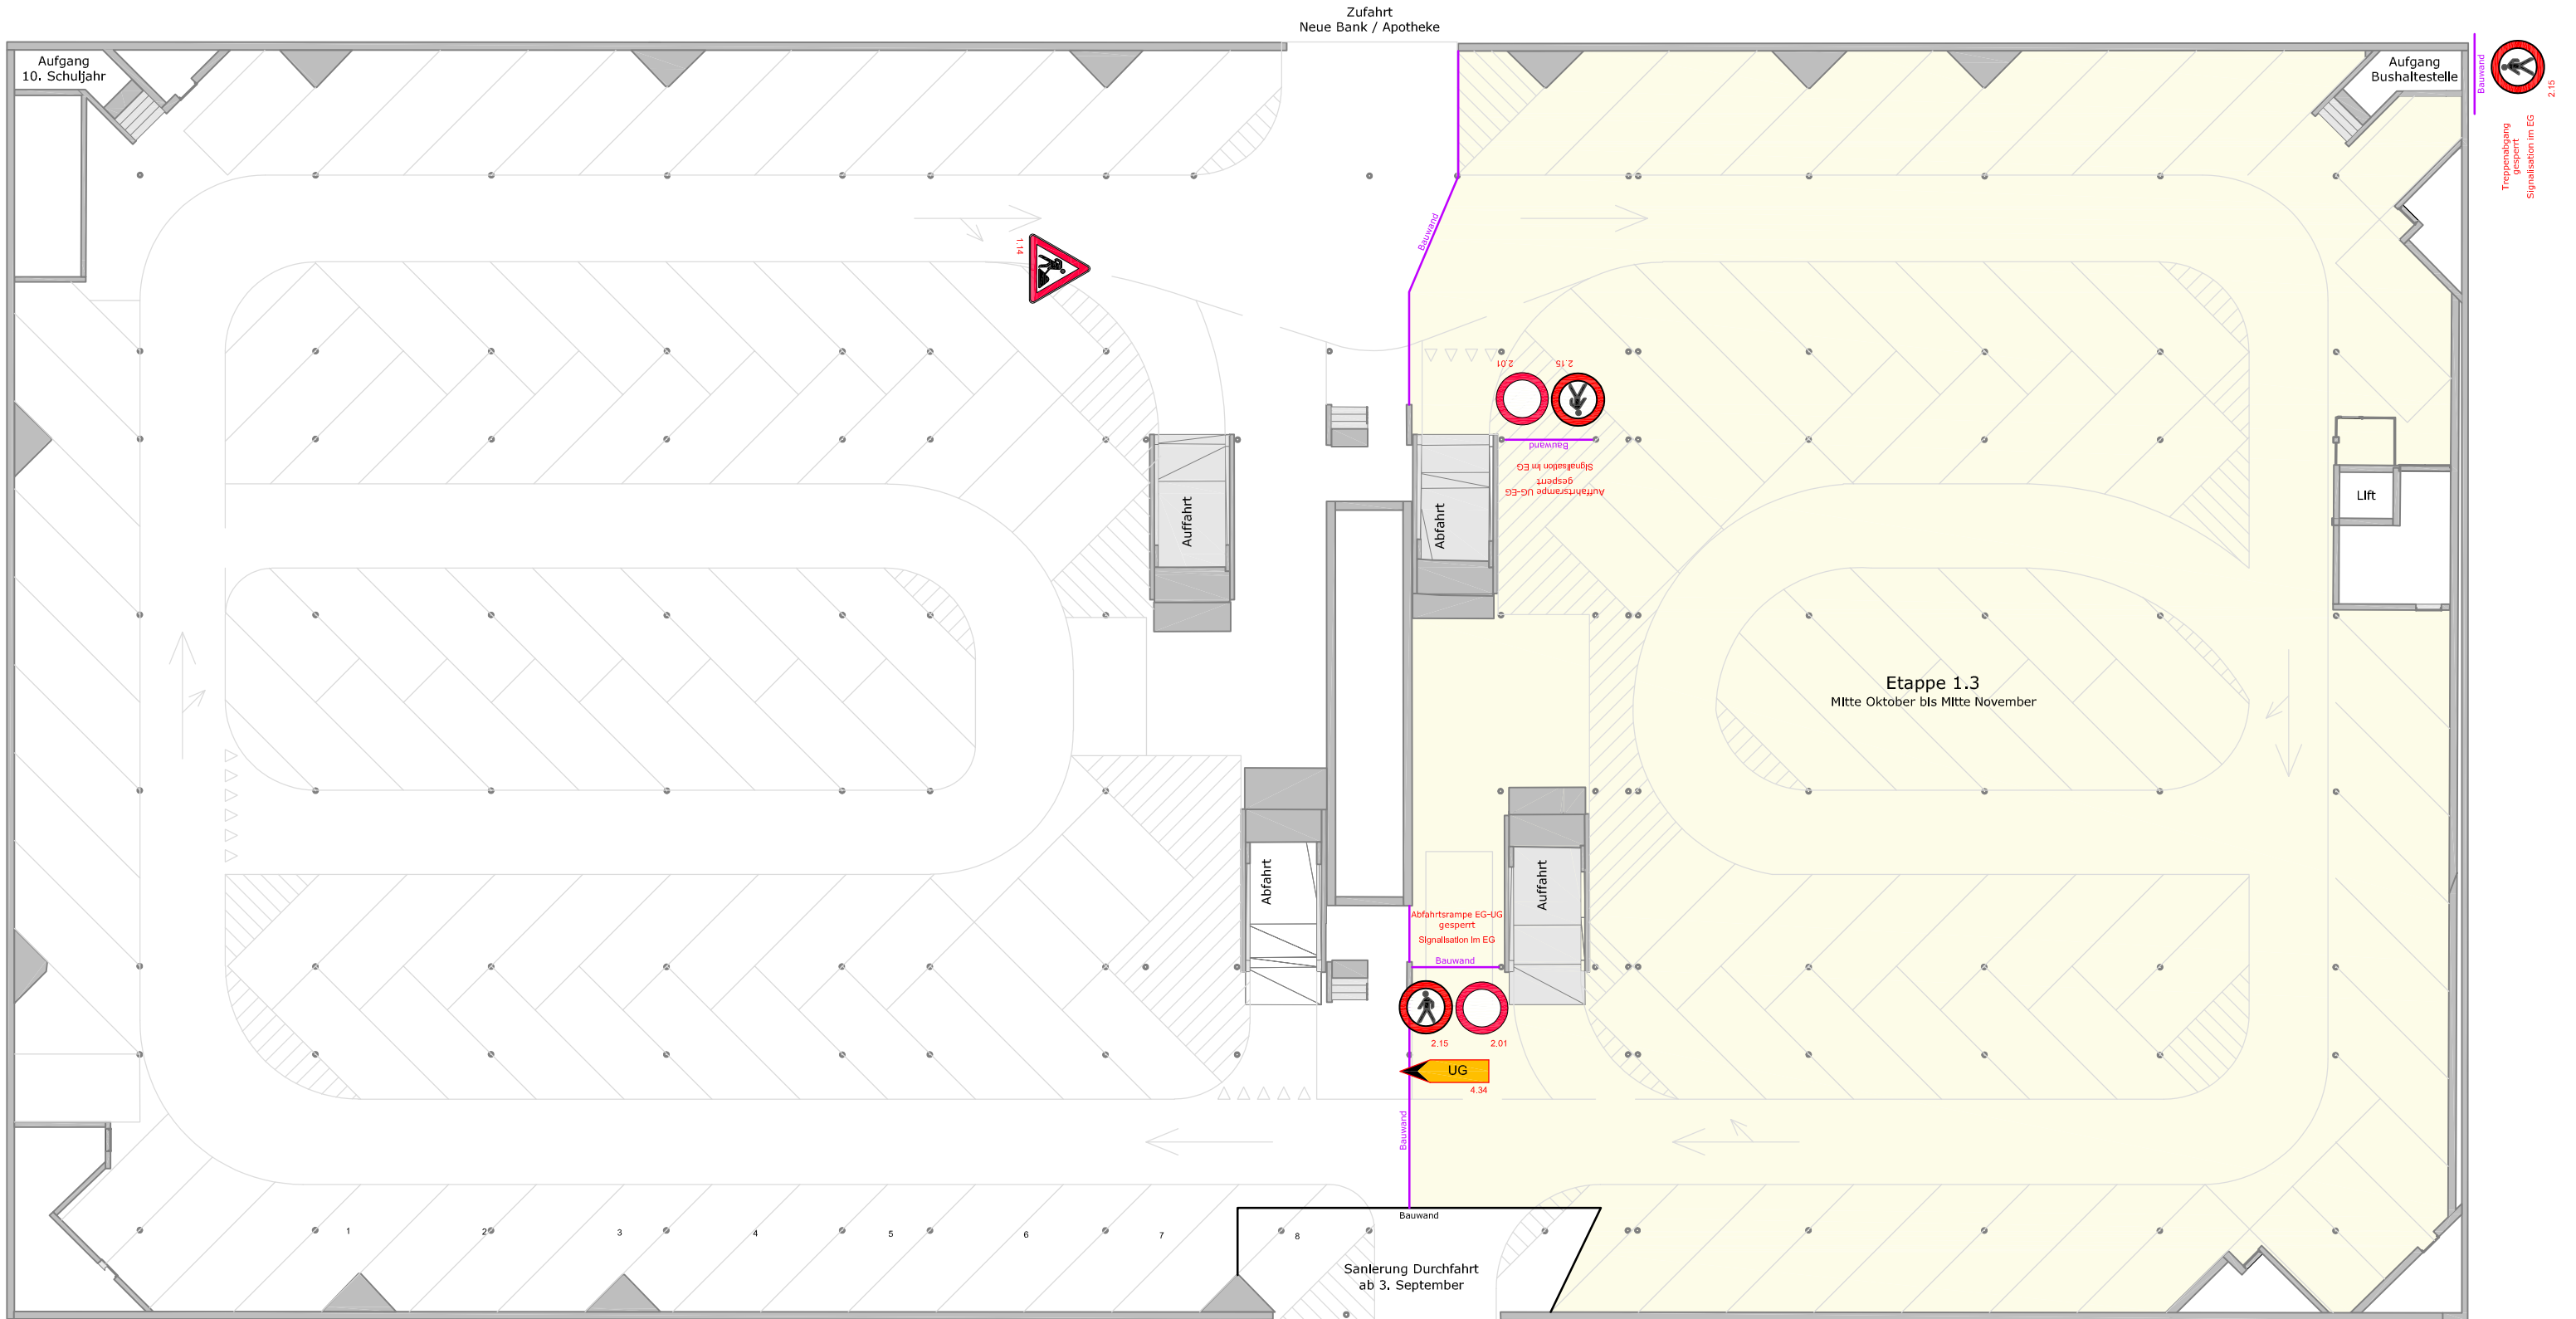 Zufahrt
Neue Bank / Apotheke
Aufgang
10. Schuljahr
Aufgang
Bushaltestelle
Bauwand
2.15
Treppenabgang
gesperrt
Signalisation im EG
1.14
Bauwand
2.01
2.15
Bauwand
Signalisation im EG
Auffahrtsrampe UG-EG
gesperrt
Auffahrt
Abfahrt
Lift
Etappe 1.3
Mitte Oktober bis Mitte November
Abfahrt
Auffahrt
Abfahrtsrampe EG-UG
gesperrt
Signalisation im EG
Bauwand
2.15
2.01
UG
4.34
Bauwand
Bauwand
1
2
3
4
5
6
7
8
Sanierung Durchfahrt
ab 3. September